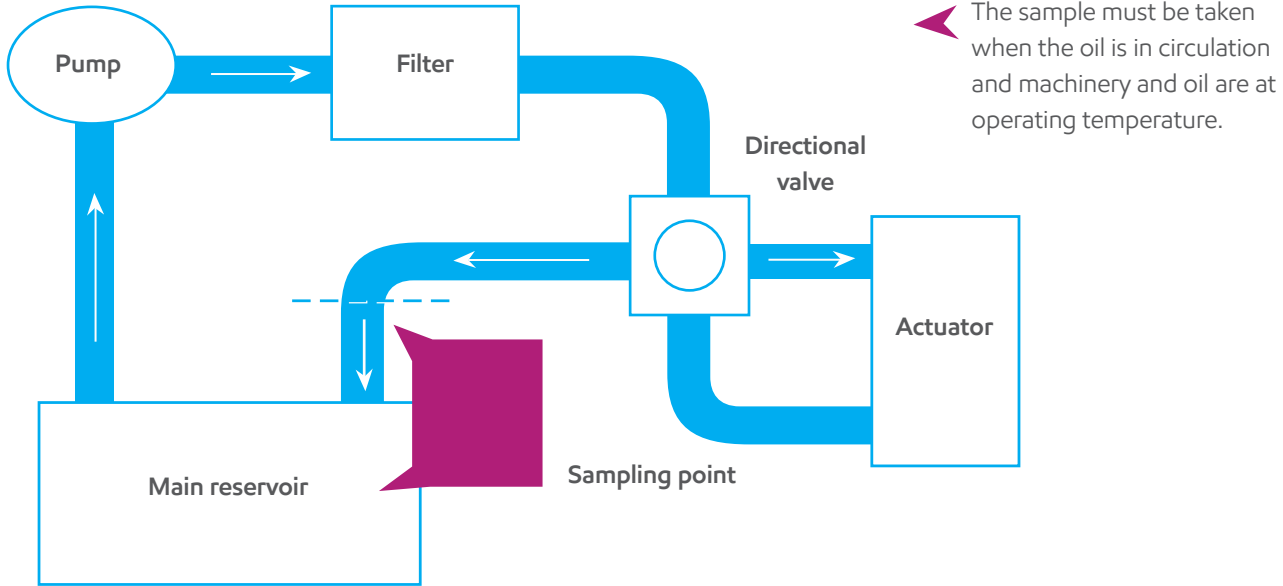 The sample must be taken
when the oil is in circulation
and machinery and oil are at
operating temperature.
Pump
Filter
Directional
valve
Actuator
Main reservoir
Sampling point